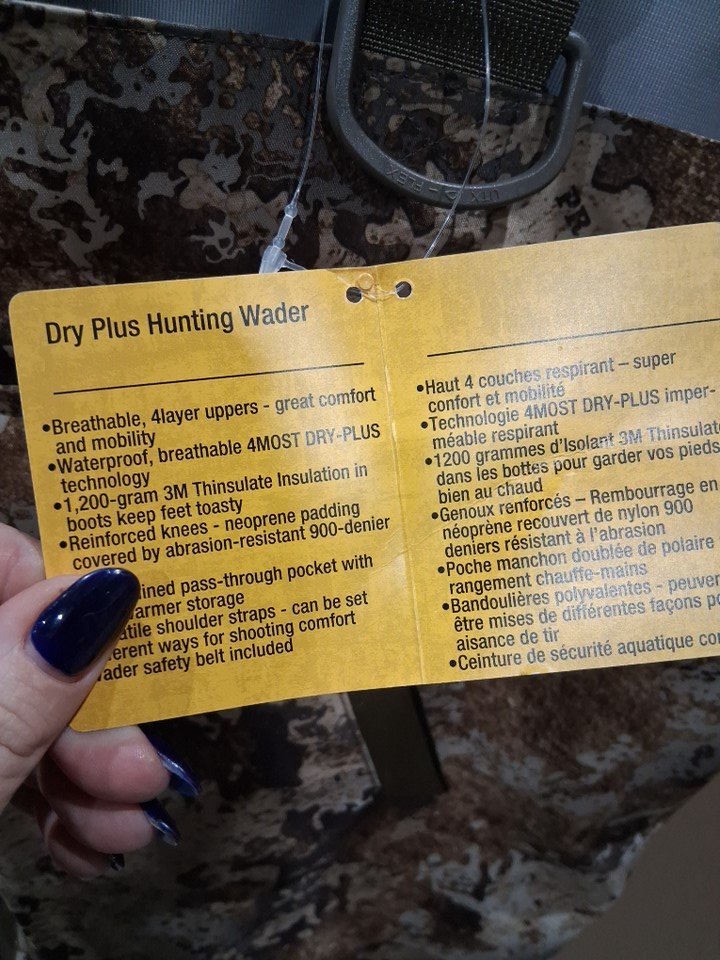 Dry Plus Hunting Wader
•Breathable, 4layer uppers - great comfort
and mobility
•Waterproof, breathable 4MOST DRY-PLUS
technology
•1,200-gram 3M Thinsulate Insulation in
boots keep feet toasty
•Reinforced knees - neoprene padding
covered by abrasion-resistant 900-denier
pass-through pocket with
storage
shoulder straps - can be set
ways for shooting comfort
safety belt included
•Haut 4 couches respirant – super
confort et mobilité
•Technologie 4MOST DRY-PLUS imper-
méable respirant
•1200 grammes d'Isolant 3M Thinsulate
dans les bottes pour garder vos pieds
bien au chaud
•Genoux renforcés – Rembourrage en
néoprène recouvert de nylon 900
deniers résistant à l'abrasion
•Poche manchon doublée de polaire
rangement chauffe-mains
•Bandoulières polyvalentes - peuven
être mises de différentes façons po
aisance de tir
•Ceinture de sécurité aquatique
UTX
FLEX
PR